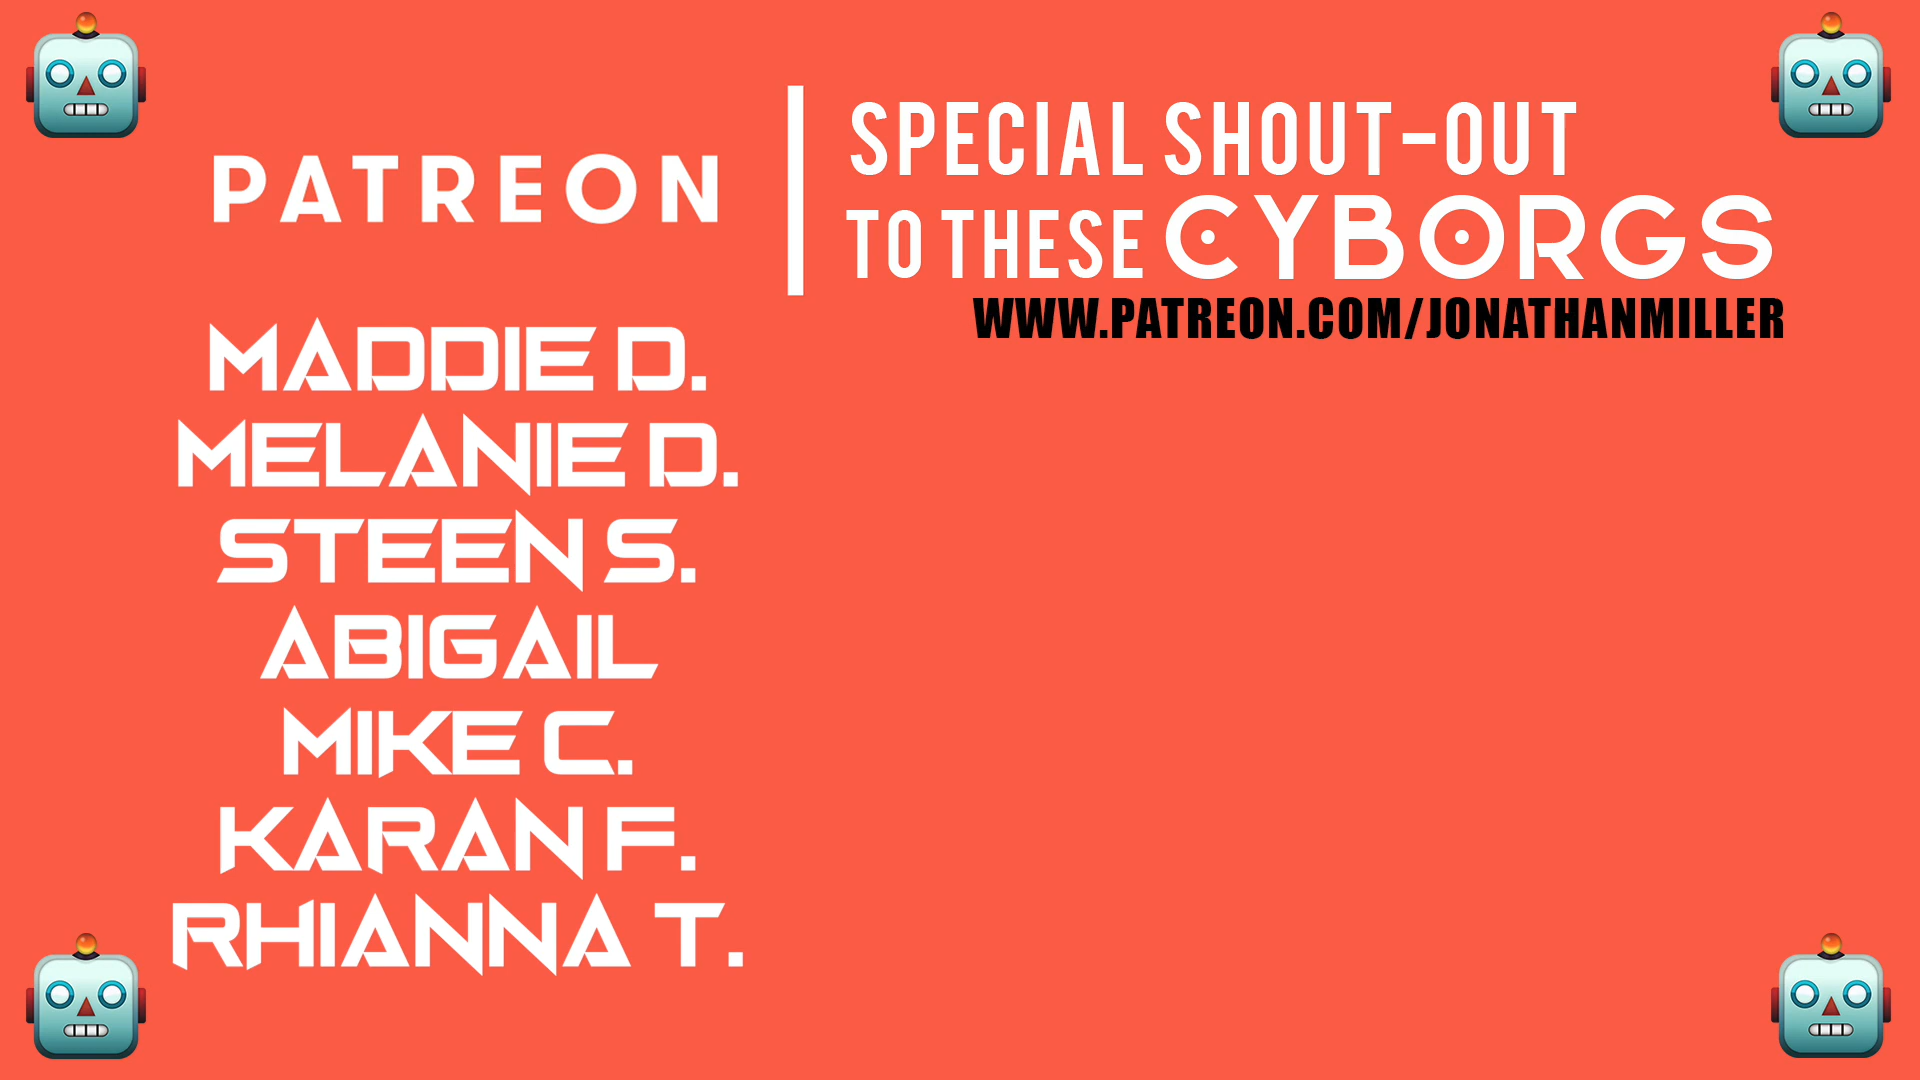 PATREON
SPECIAL SHOUT-OUT
TO THESE CYBORGS
WWW.PATREON.COM/JONATHANMILLER
MADDIE D.
MELANIE D.
STEEN S.
ABIGAIL
MIKE C.
KARAN F.
RHIANNA T.